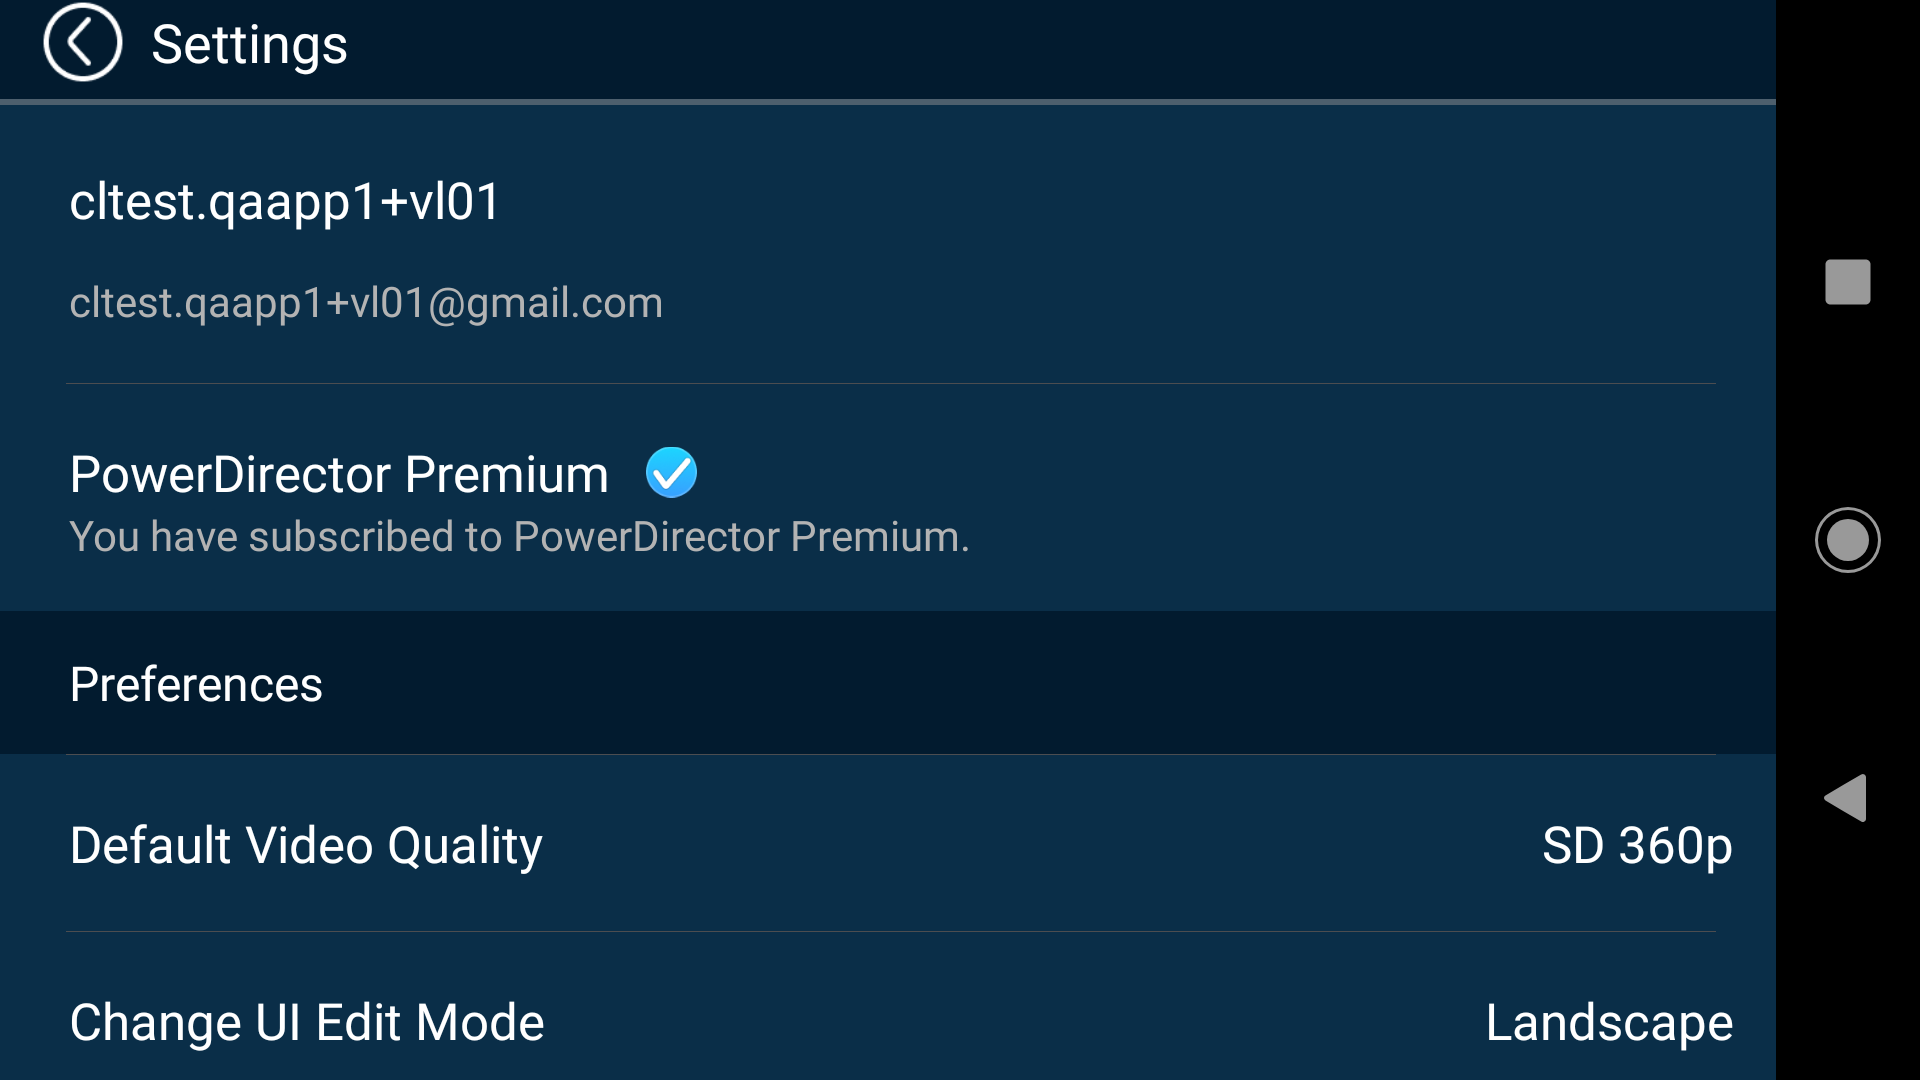 Settings
cltest.qaapp1+vl01
cltest.qaapp1+vl01@gmail.com
PowerDirector Premium
You have subscribed to PowerDirector Premium.
Preferences
Default Video Quality SD 360p
Change UI Edit Mode Landscape